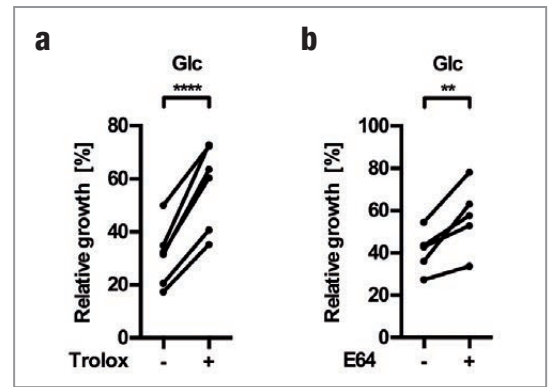 a
Glc
****
Relative growth [%]
80
60
40
20
0
Trolox - +
b
Glc
**
Relative growth [%]
100
80
60
40
20
0
E64 - +